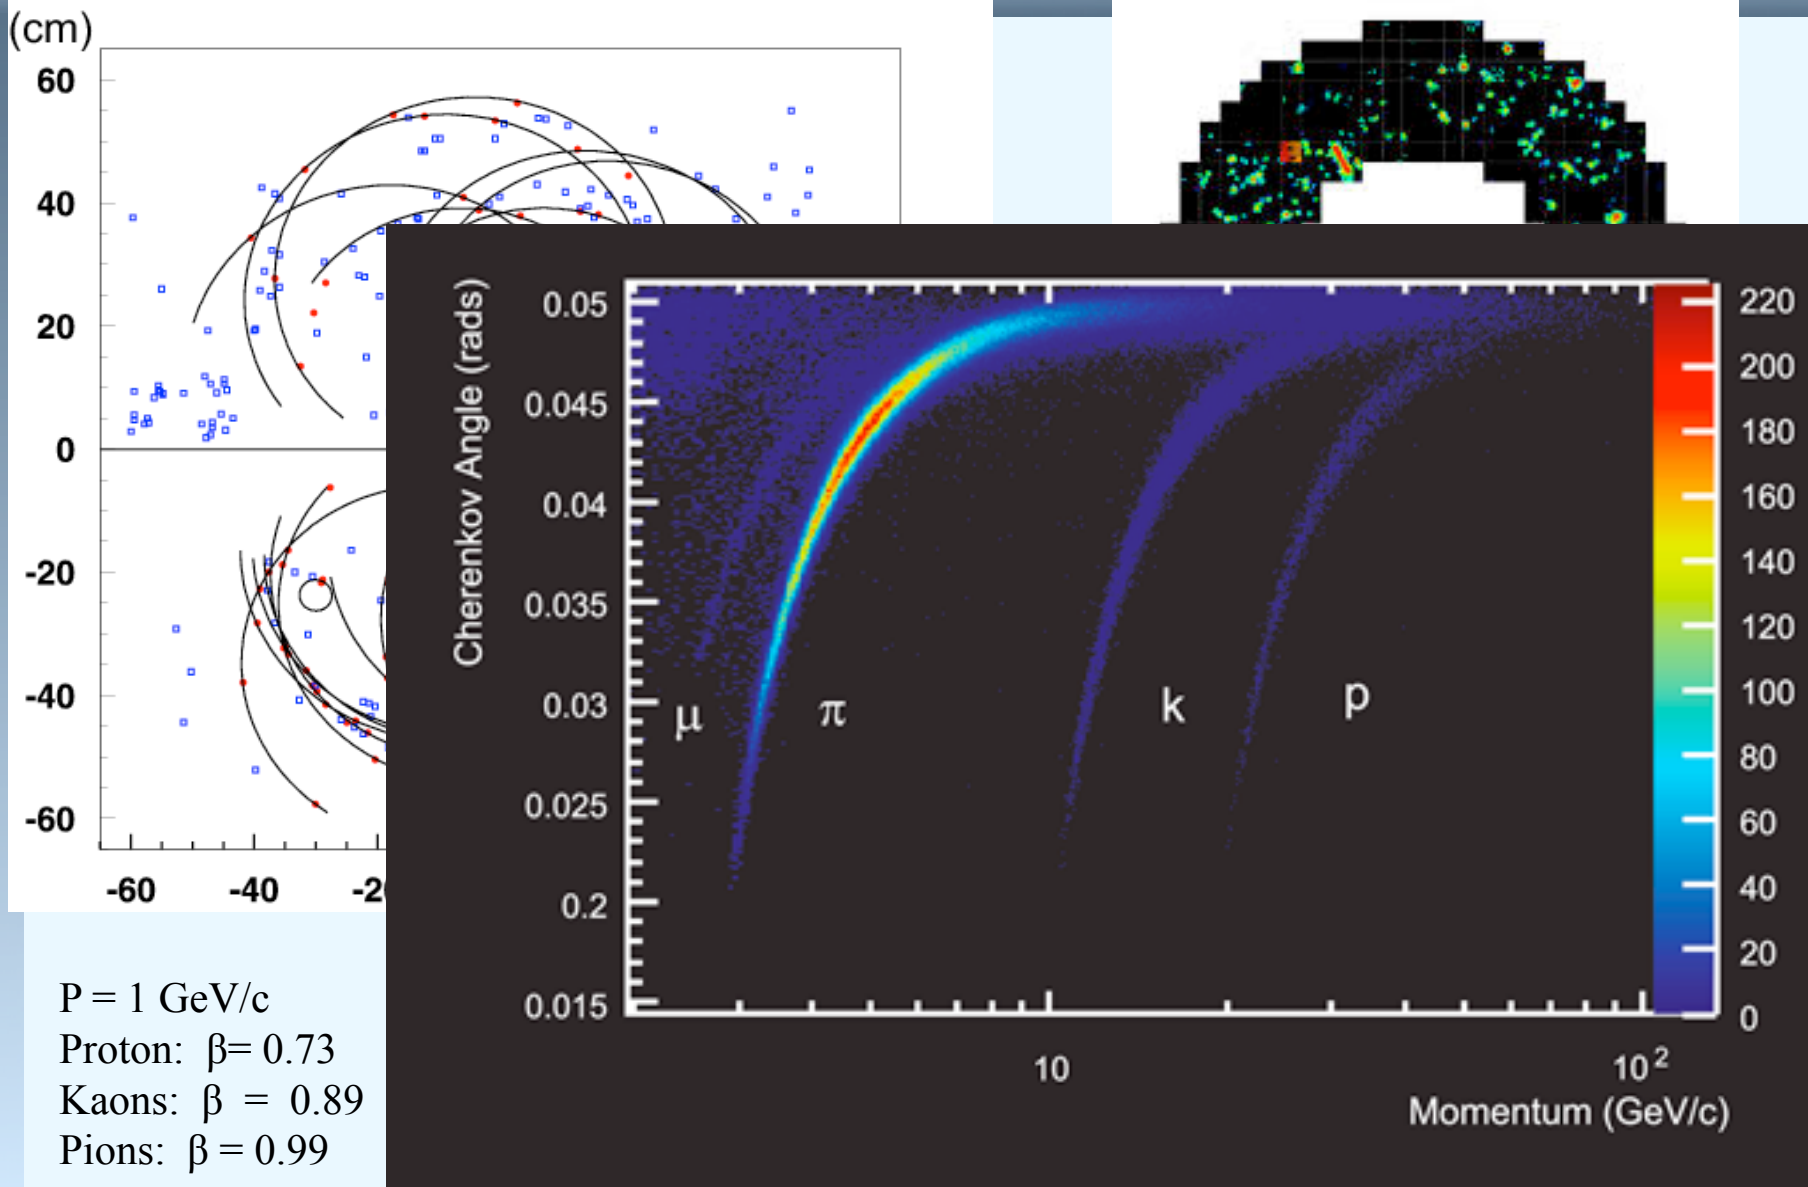 (cm)
60
40
20
0
-20
-40
-60
-60
-40
P = 1 GeV/c
Proton: β= 0.73
Kaons: β = 0.89
Pions: β = 0.99
Cherenkov Angle (rads)
0.05
0.045
0.04
0.035
0.03
0.025
0.2
0.015
μ
π
k
p
10
10²
Momentum (GeV/c)
220
200
180
160
140
120
100
80
60
40
20
0